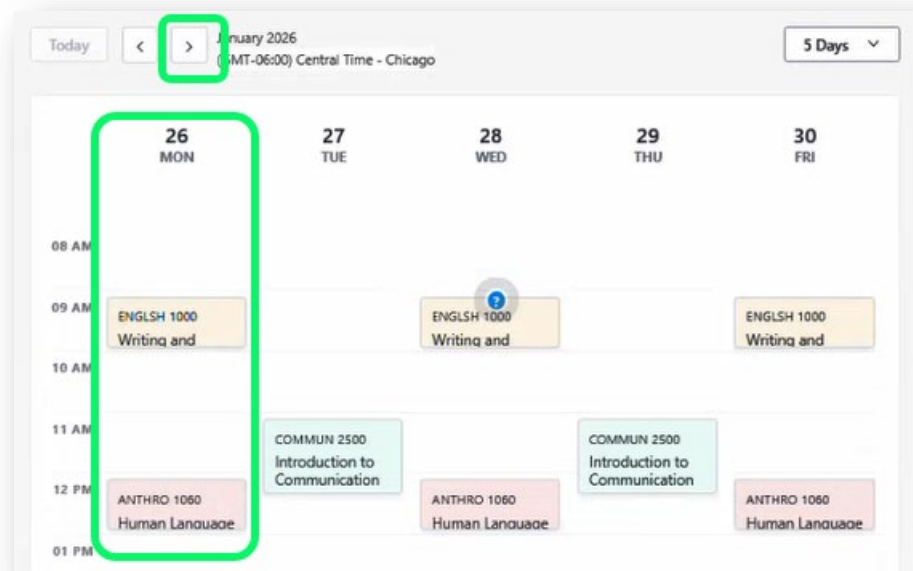 Today < > January 2026 5 Days
(GMT-06:00) Central Time - Chicago
26 27 28 29 30
MON TUE WED THU FRI
08 AM
09 AM
ENGLSH 1000 ENGLSH 1000 ENGLSH 1000
Writing and Writing and Writing and
10 AM
11 AM
COMMUN 2500 COMMUN 2500
Introduction to Introduction to
Communication Communication
12 PM
ANTHRO 1060 ANTHRO 1060 ANTHRO 1060
Human Language Human Language Human Language
01 PM